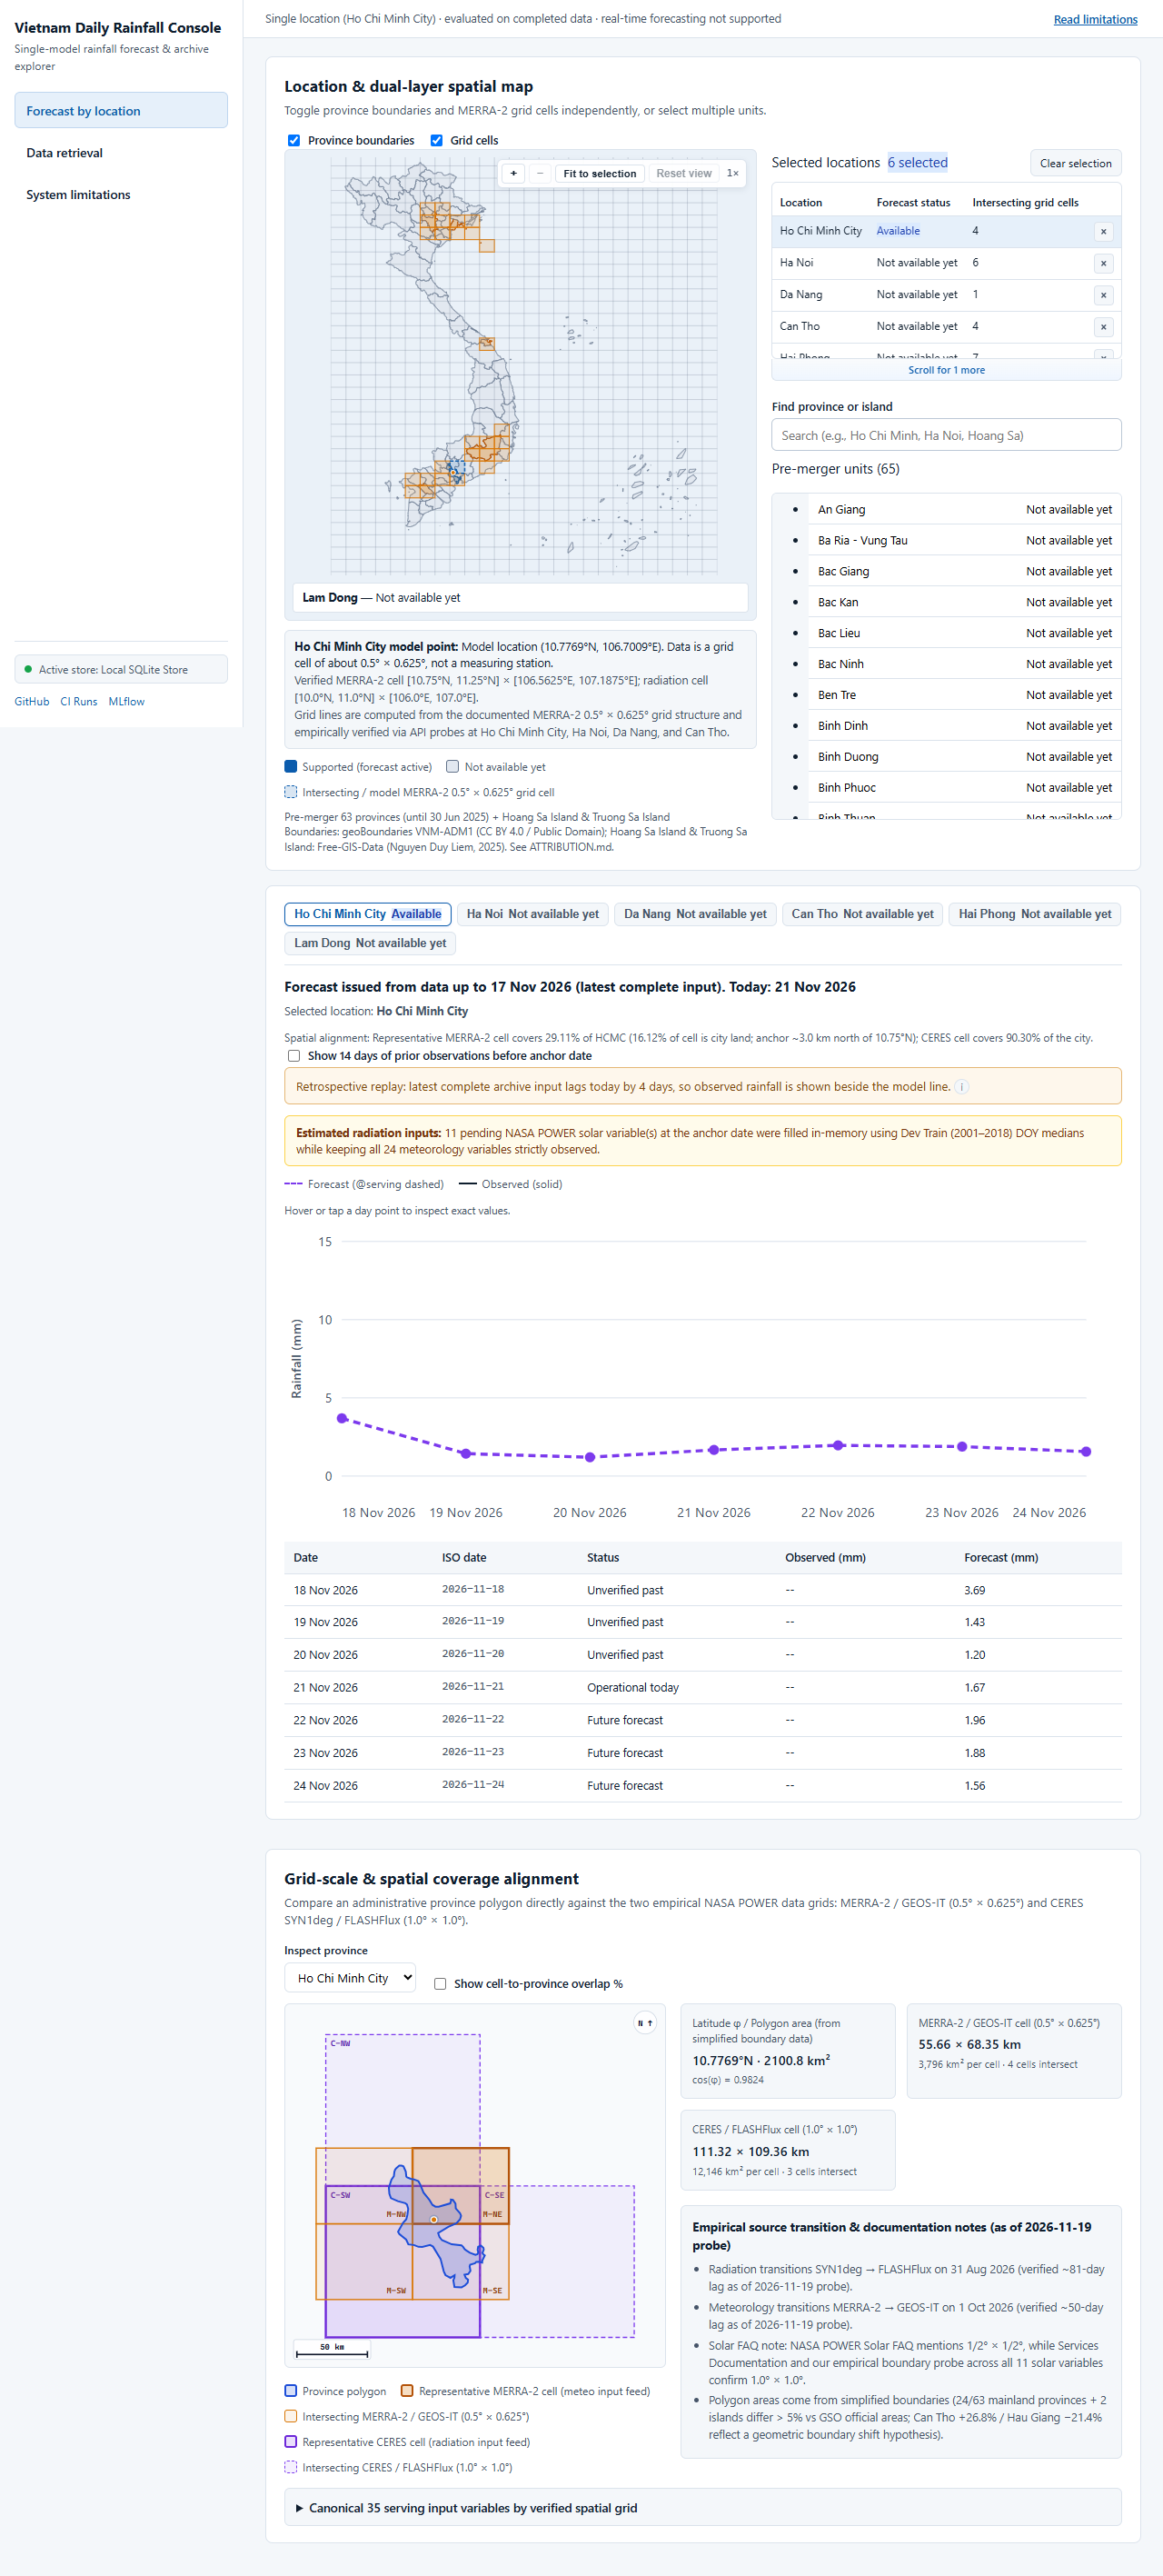 Vietnam Daily Rainfall Console
Single-model rainfall forecast & archive
explorer
Forecast by location
Data retrieval
System limitations
Active store: Local SQLite Store
GitHub CI Runs MLflow
Single location (Ho Chi Minh City) · evaluated on completed data · real-time forecasting not supported
Read limitations
Location & dual-layer spatial map
Toggle province boundaries and MERRA-2 grid cells independently, or select multiple units.
Province boundaries Grid cells
+ − Fit to selection Reset view 1×
Lam Dong — Not available yet
Ho Chi Minh City model point: Model location (10.7769°N, 106.7009°E). Data is a grid
cell of about 0.5° × 0.625°, not a measuring station.
Verified MERRA-2 cell [10.75°N, 11.25°N] × [106.5625°E, 107.1875°E]; radiation cell
[10.0°N, 11.0°N] × [106.0°E, 107.0°E].
Grid lines are computed from the documented MERRA-2 0.5° × 0.625° grid structure and
empirically verified via API probes at Ho Chi Minh City, Ha Noi, Da Nang, and Can Tho.
Supported (forecast active) Not available yet
Intersecting / model MERRA-2 0.5° × 0.625° grid cell
Pre-merger 63 provinces (until 30 Jun 2025) + Hoang Sa Island & Truong Sa Island
Boundaries: geoBoundaries VNM-ADM1 (CC BY 4.0 / Public Domain); Hoang Sa Island & Truong Sa
Island: Free-GIS-Data (Nguyen Duy Liem, 2025). See ATTRIBUTION.md.
Selected locations 6 selected
Clear selection
Location Forecast status Intersecting grid cells
Ho Chi Minh City Available 4 ×
Ha Noi Not available yet 6 ×
Da Nang Not available yet 1 ×
Can Tho Not available yet 4 ×
Hai Phong Not available yet 7 ×
Scroll for 1 more
Find province or island
Search (e.g., Ho Chi Minh, Ha Noi, Hoang Sa)
Pre-merger units (65)
An Giang Not available yet
Ba Ria - Vung Tau Not available yet
Bac Giang Not available yet
Bac Kan Not available yet
Bac Lieu Not available yet
Bac Ninh Not available yet
Ben Tre Not available yet
Binh Dinh Not available yet
Binh Duong Not available yet
Binh Phuoc Not available yet
Binh Thuan Not available yet
Ho Chi Minh City Available Ha Noi Not available yet Da Nang Not available yet Can Tho Not available yet Hai Phong Not available yet
Lam Dong Not available yet
Forecast issued from data up to 17 Nov 2026 (latest complete input). Today: 21 Nov 2026
Selected location: Ho Chi Minh City
Spatial alignment: Representative MERRA-2 cell covers 29.11% of HCMC (16.12% of cell is city land; anchor ~3.0 km north of 10.75°N); CERES cell covers 90.30% of the city.
Show 14 days of prior observations before anchor date
Retrospective replay: latest complete archive input lags today by 4 days, so observed rainfall is shown beside the model line. i
Estimated radiation inputs: 11 pending NASA POWER solar variable(s) at the anchor date were filled in-memory using Dev Train (2001–2018) DOY medians
while keeping all 24 meteorology variables strictly observed.
Forecast (@serving dashed) Observed (solid)
Hover or tap a day point to inspect exact values.
15
10
5
0
Rainfall (mm)
18 Nov 2026 19 Nov 2026 20 Nov 2026 21 Nov 2026 22 Nov 2026 23 Nov 2026 24 Nov 2026
Date ISO date Status Observed (mm) Forecast (mm)
18 Nov 2026 2026-11-18 Unverified past -- 3.69
19 Nov 2026 2026-11-19 Unverified past -- 1.43
20 Nov 2026 2026-11-20 Unverified past -- 1.20
21 Nov 2026 2026-11-21 Operational today -- 1.67
22 Nov 2026 2026-11-22 Future forecast -- 1.96
23 Nov 2026 2026-11-23 Future forecast -- 1.88
24 Nov 2026 2026-11-24 Future forecast -- 1.56
Grid-scale & spatial coverage alignment
Compare an administrative province polygon directly against the two empirical NASA POWER data grids: MERRA-2 / GEOS-IT (0.5° × 0.625°) and CERES
SYN1deg / FLASHFlux (1.0° × 1.0°).
Inspect province
Ho Chi Minh City
Show cell-to-province overlap %
N ↑
C-NW
C-SW C-SE
M-NW M-NE
M-SW M-SE
50 km
Province polygon Representative MERRA-2 cell (meteo input feed)
Intersecting MERRA-2 / GEOS-IT (0.5° × 0.625°)
Representative CERES cell (radiation input feed)
Intersecting CERES / FLASHFlux (1.0° × 1.0°)
Latitude φ / Polygon area (from
simplified boundary data)
10.7769°N · 2100.8 km²
cos(φ) = 0.9824
MERRA-2 / GEOS-IT cell (0.5° × 0.625°)
55.66 × 68.35 km
3,796 km² per cell · 4 cells intersect
CERES / FLASHFlux cell (1.0° × 1.0°)
111.32 × 109.36 km
12,146 km² per cell · 3 cells intersect
Empirical source transition & documentation notes (as of 2026-11-19
probe)
Radiation transitions SYN1deg → FLASHFlux on 31 Aug 2026 (verified ~81-day
lag as of 2026-11-19 probe).
Meteorology transitions MERRA-2 → GEOS-IT on 1 Oct 2026 (verified ~50-day
lag as of 2026-11-19 probe).
Solar FAQ note: NASA POWER Solar FAQ mentions 1/2° × 1/2°, while Services
Documentation and our empirical boundary probe across all 11 solar variables
confirm 1.0° × 1.0°.
Polygon areas come from simplified boundaries (24/63 mainland provinces + 2
islands differ > 5% vs GSO official areas; Can Tho +26.8% / Hau Giang −21.4%
reflect a geometric boundary shift hypothesis).
Canonical 35 serving input variables by verified spatial grid